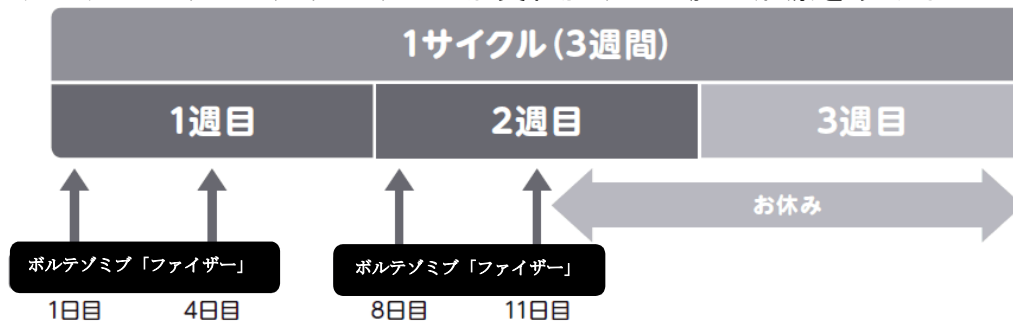 1サイクル(3週間)
1週目 2週目 3週目
お休み
ボルテゾミブ「ファイザー」 ボルテゾミブ「ファイザー」
1日目 4日目 8日目 11日目